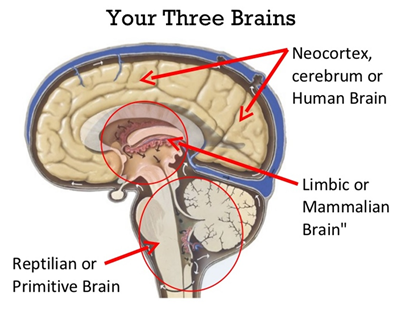 Your Three Brains
Neocortex,
cerebrum or
Human Brain
Limbic or
Mammalian
Brain"
Reptilian or
Primitive Brain